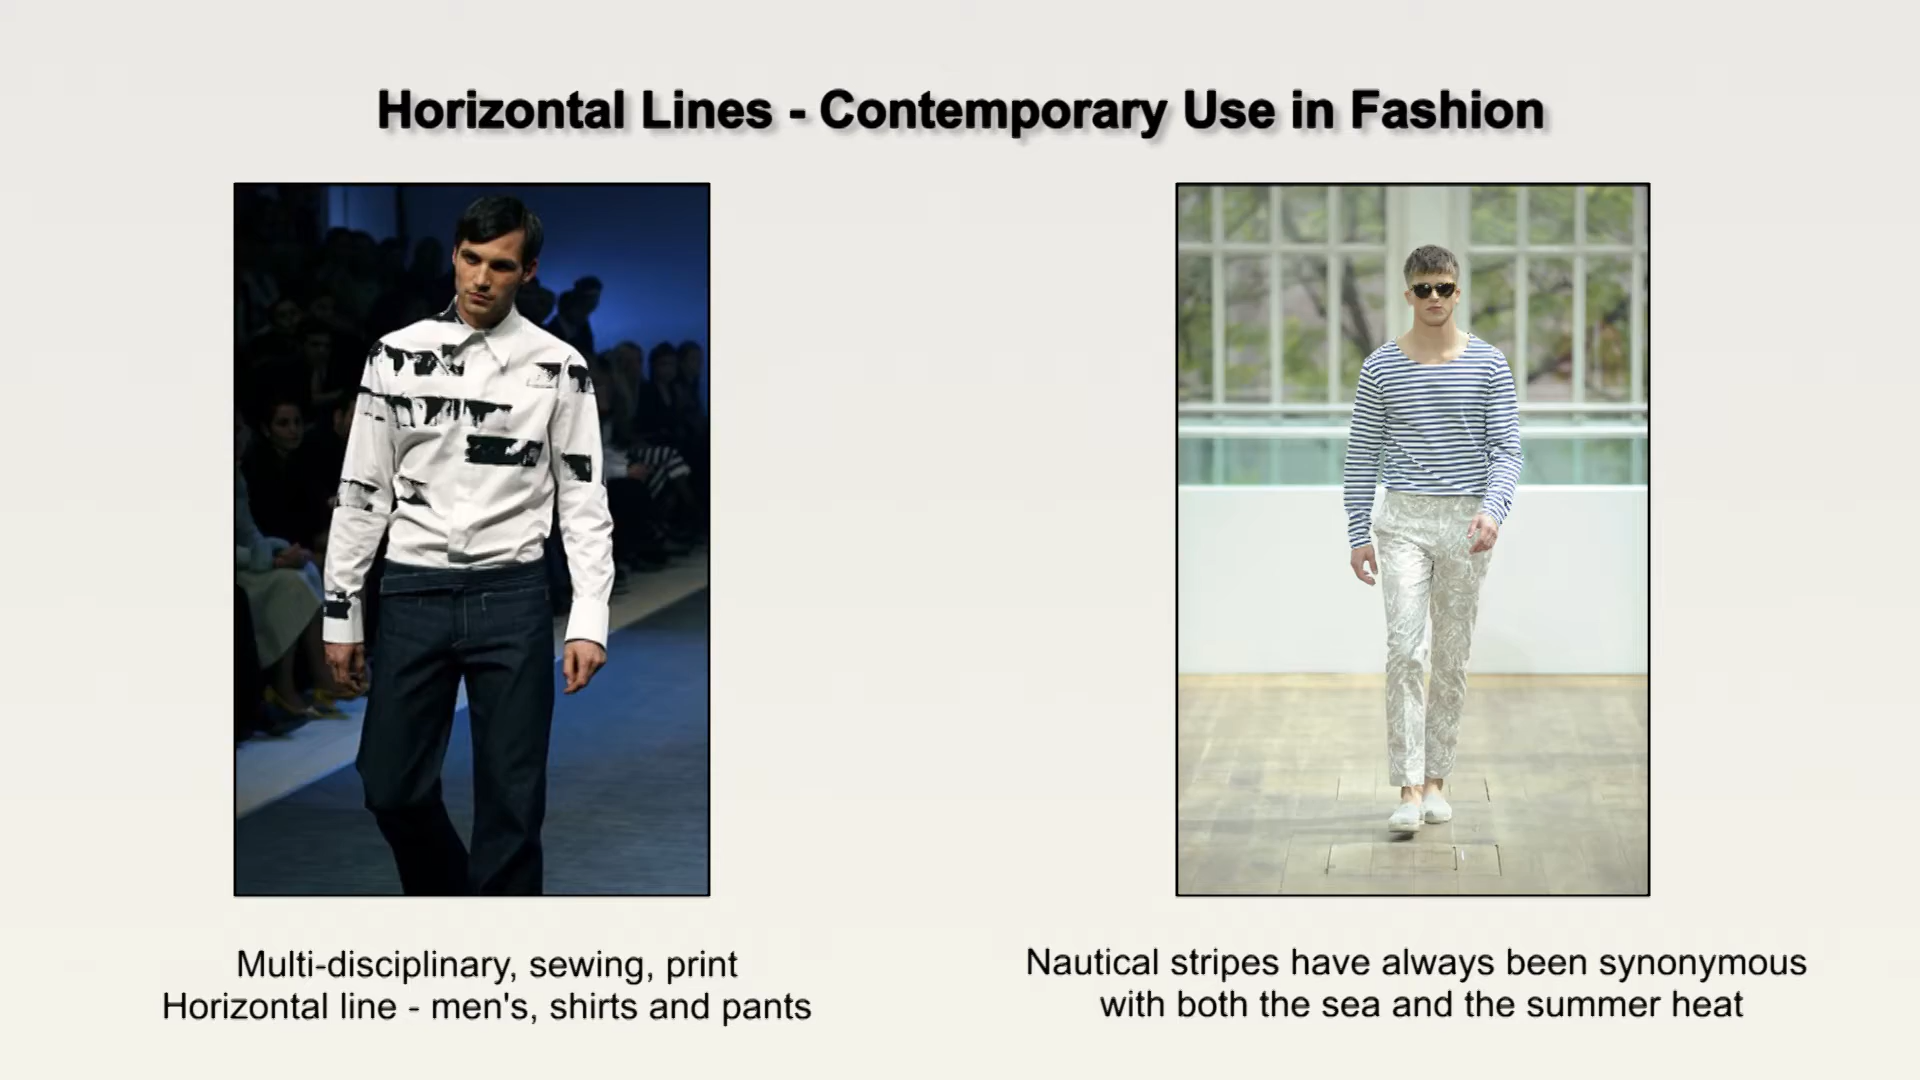 Horizontal Lines - Contemporary Use in Fashion
Multi-disciplinary, sewing, print
Horizontal line - men's, shirts and pants
Nautical stripes have always been synonymous
with both the sea and the summer heat